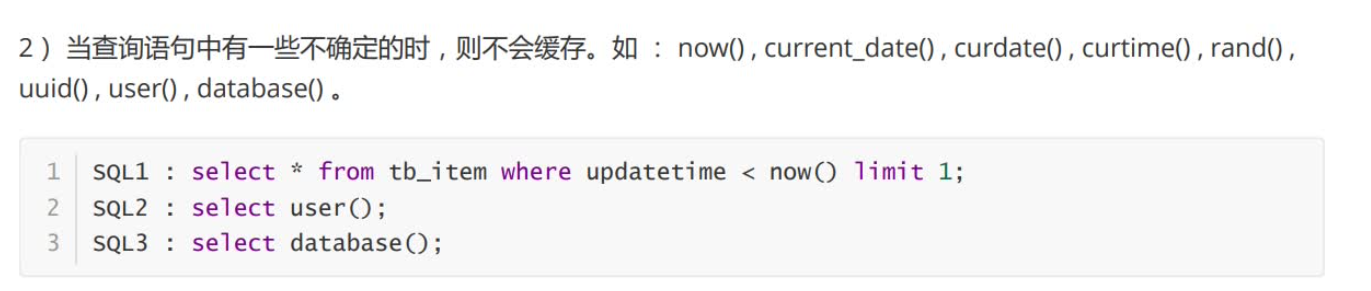 2 ) 当查询语句中有一些不确定的时，则不会缓存。如 ： now() , current_date() , curdate() , curtime() , rand() ,
uuid() , user() , database() 。
1 SQL1 : select * from tb_item where updatetime < now() limit 1;
2 SQL2 : select user();
3 SQL3 : select database();